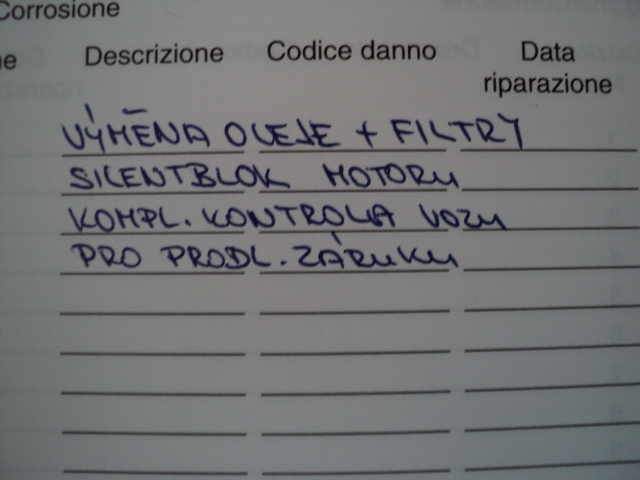 Corrosione
Descrizione Codice danno Data
riparazione
VÝMĚNA OLEJE + FILTRY
SILENTBLOK MOTORU
KOMPL. KONTROLA VOZU
PRO PRODL. ZÁRUKU